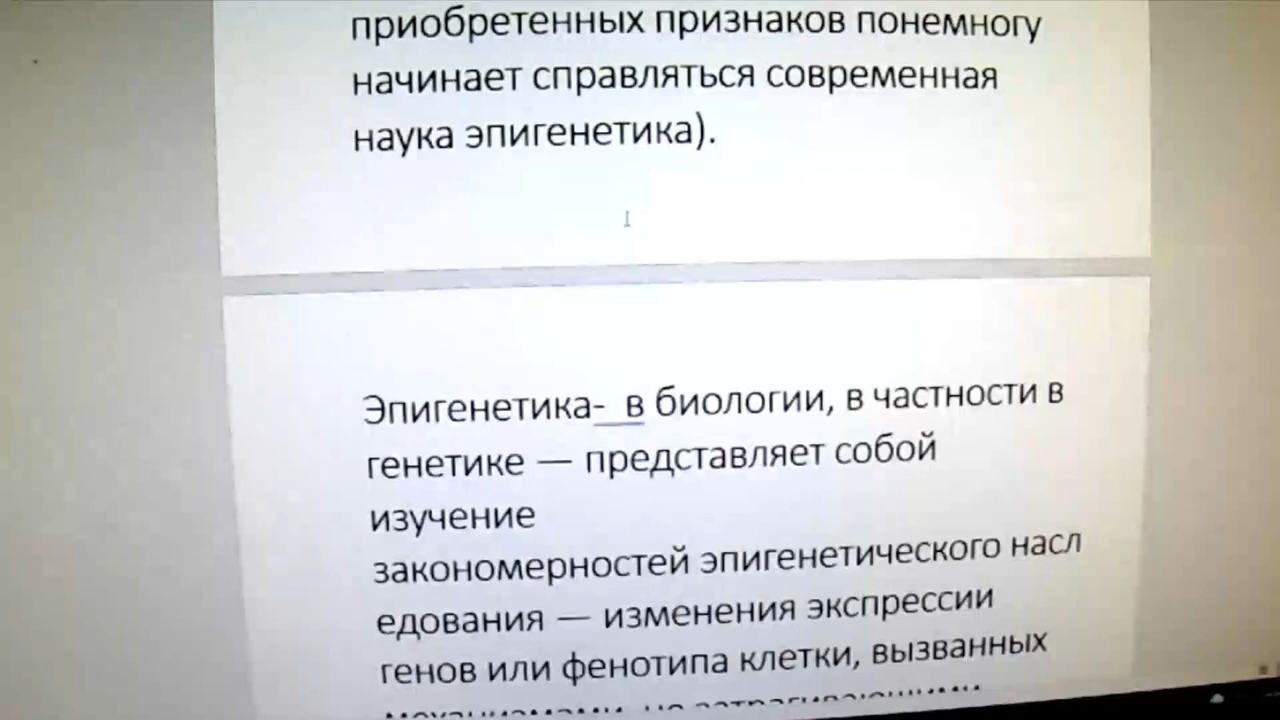 приобретенных признаков понемногу
начинает справляться современная
наука эпигенетика).
Эпигенетика- в биологии, в частности в
генетике — представляет собой
изучение
закономерностей эпигенетического насл
едования — изменения экспрессии
генов или фенотипа клетки, вызванных